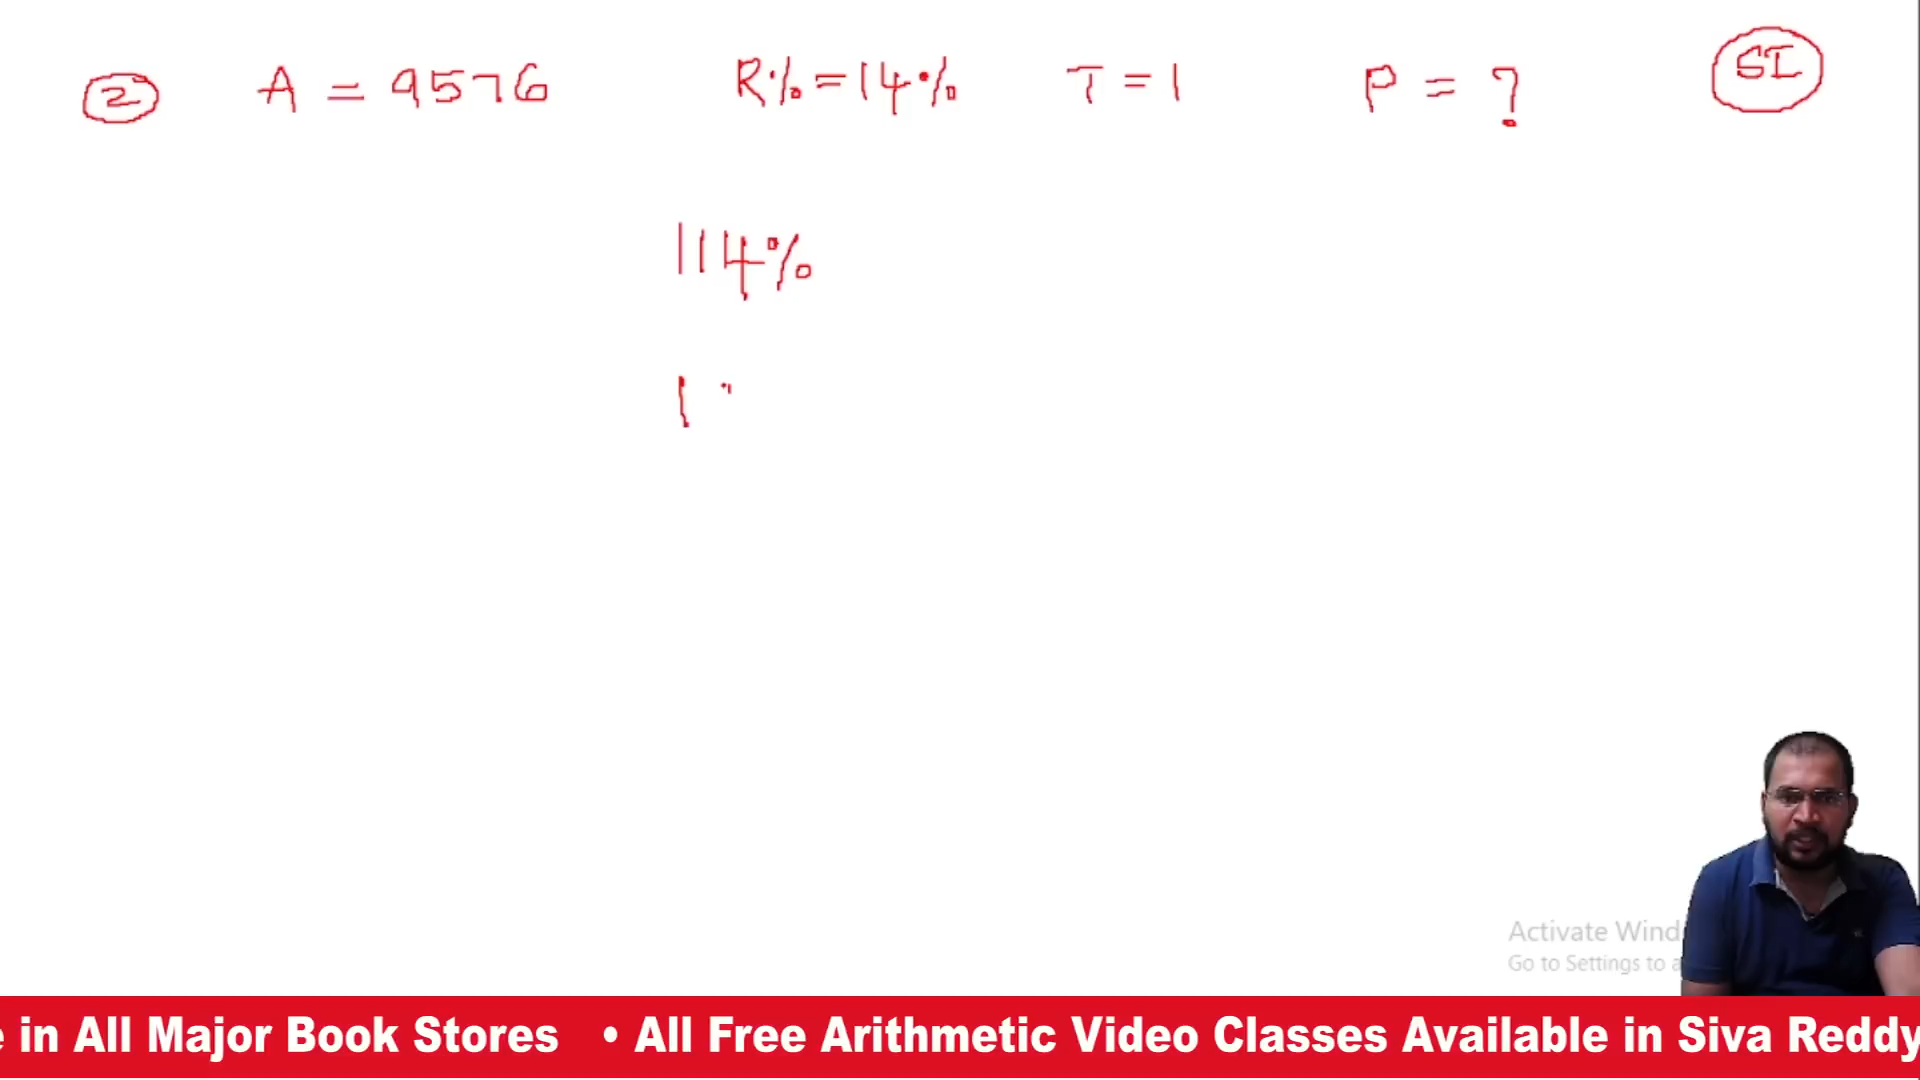 ② A = 9576 R% = 14% T = 1 P = ? SI
114%
1
Activate Wind
Go to Settings to a
e in All Major Book Stores • All Free Arithmetic Video Classes Available in Siva Reddy